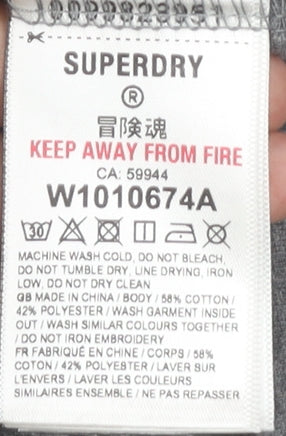 SUPERDRY
®
冒険魂
KEEP AWAY FROM FIRE
CA: 59944
W1010674A
30
MACHINE WASH COLD, DO NOT BLEACH,
DO NOT TUMBLE DRY, LINE DRYING, IRON
LOW, DO NOT DRY CLEAN
GB MADE IN CHINA / BODY / 58% COTTON /
42% POLYESTER / WASH GARMENT INSIDE
OUT / WASH SIMILAR COLOURS TOGETHER
/ DO NOT IRON EMBROIDERY
FR FABRIQUÉ EN CHINE / CORPS / 58%
COTON / 42% POLYESTER / LAVER SUR
L'ENVERS / LAVER LES COULEURS
SIMILAIRES ENSEMBLE / NE PAS REPASSER